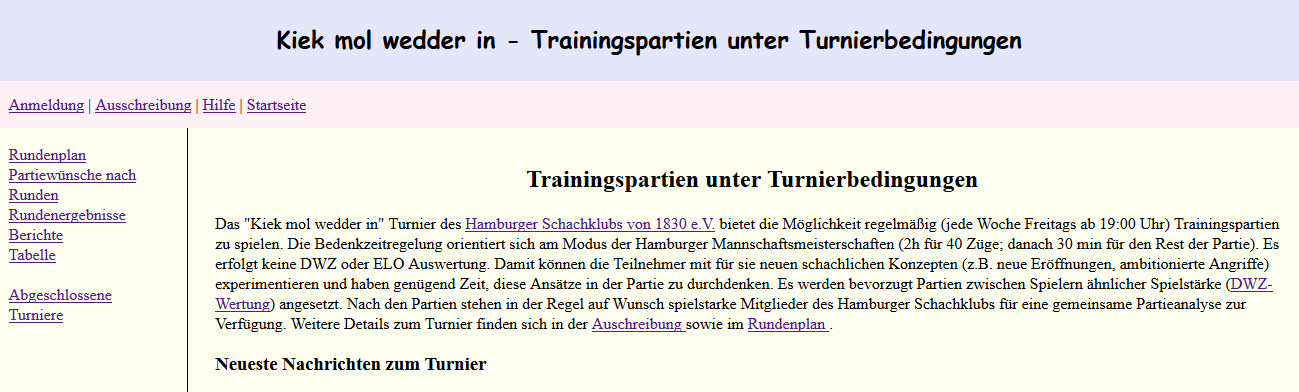 Kiek mol wedder in - Trainingspartien unter Turnierbedingungen
Anmeldung | Ausschreibung | Hilfe | Startseite
Rundenplan
Partiewünsche nach
Runden
Rundenergebnisse
Berichte
Tabelle
Abgeschlossene
Turniere
Trainingspartien unter Turnierbedingungen
Das "Kiek mol wedder in" Turnier des Hamburger Schachklubs von 1830 e.V. bietet die Möglichkeit regelmäßig (jede Woche Freitags ab 19:00 Uhr) Trainingspartien
zu spielen. Die Bedenkzeitregelung orientiert sich am Modus der Hamburger Mannschaftsmeisterschaften (2h für 40 Züge; danach 30 min für den Rest der Partie). Es
erfolgt keine DWZ oder ELO Auswertung. Damit können die Teilnehmer mit für sie neuen schachlichen Konzepten (z.B. neue Eröffnungen, ambitionierte Angriffe)
experimentieren und haben genügend Zeit, diese Ansätze in der Partie zu durchdenken. Es werden bevorzugt Partien zwischen Spielern ähnlicher Spielstärke (DWZ-
Wertung) angesetzt. Nach den Partien stehen in der Regel auf Wunsch spielstarke Mitglieder des Hamburger Schachklubs für eine gemeinsame Partieanalyse zur
Verfügung. Weitere Details zum Turnier finden sich in der Auschreibung sowie im Rundenplan .
Neueste Nachrichten zum Turnier